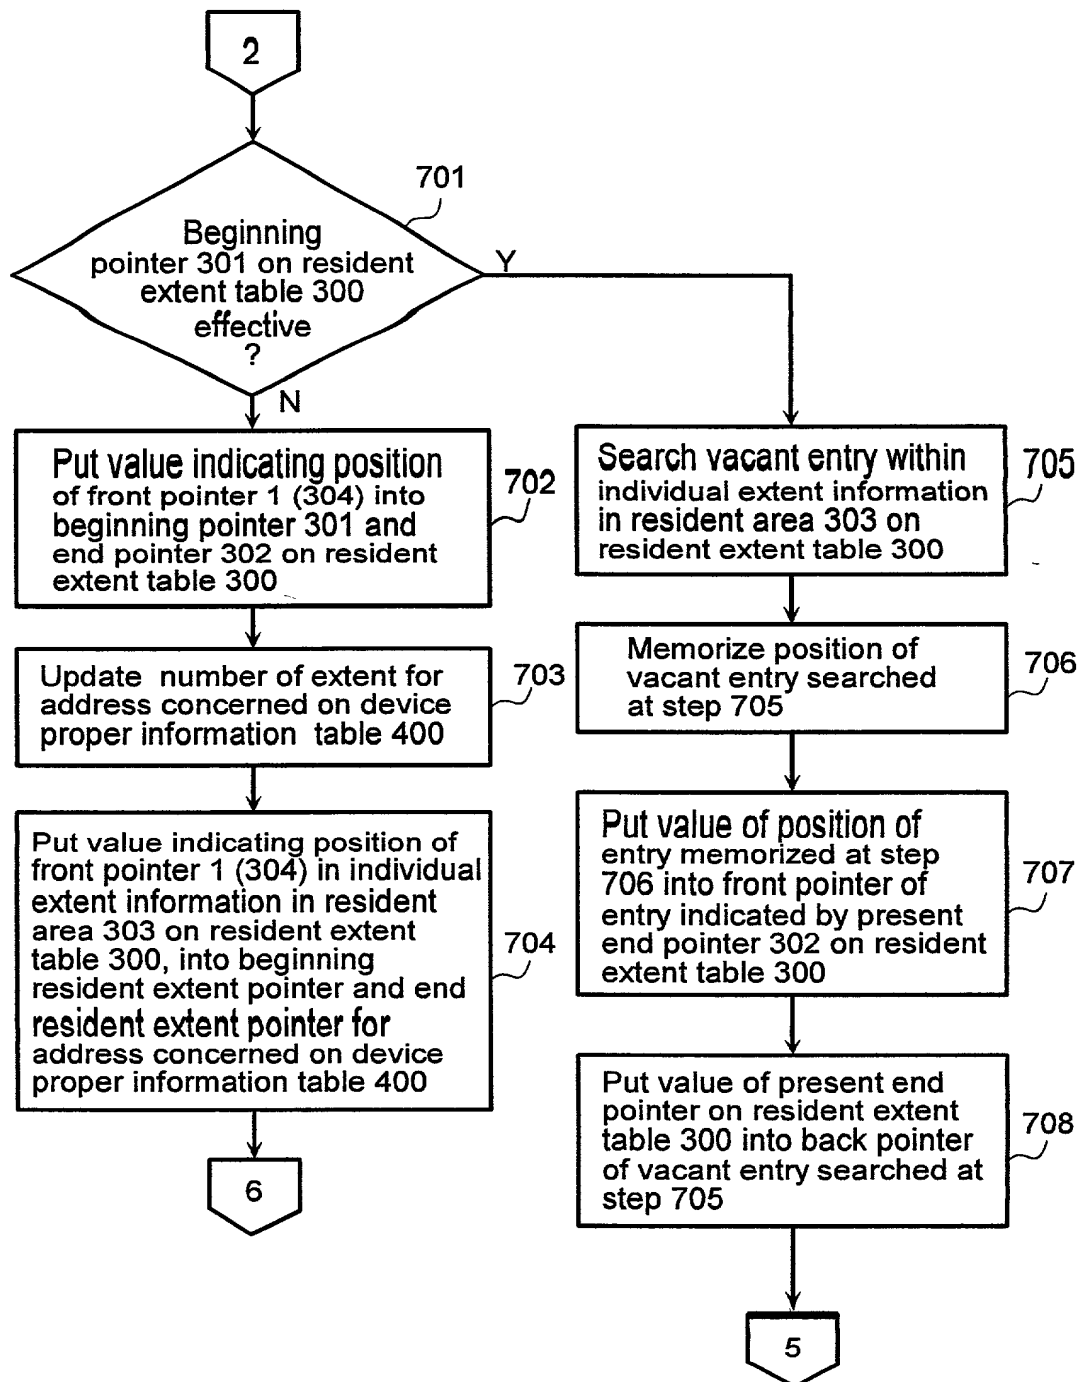 2
701
Beginning
pointer 301 on resident
extent table 300
effective
?
Y
N
Put value indicating position
of front pointer 1 (304) into
beginning pointer 301 and
end pointer 302 on resident
extent table 300
702
Update number of extent for
address concerned on device
proper information table 400
703
Put value indicating position of
front pointer 1 (304) in individual
extent information in resident
area 303 on resident extent
table 300, into beginning
resident extent pointer and end
resident extent pointer for
address concerned on device
proper information table 400
704
6
Search vacant entry within
individual extent information
in resident area 303 on
resident extent table 300
705
Memorize position of
vacant entry searched
at step 705
706
Put value of position of
entry memorized at step
706 into front pointer of
entry indicated by present
end pointer 302 on resident
extent table 300
707
Put value of present end
pointer on resident extent
table 300 into back pointer
of vacant entry searched at
step 705
708
5